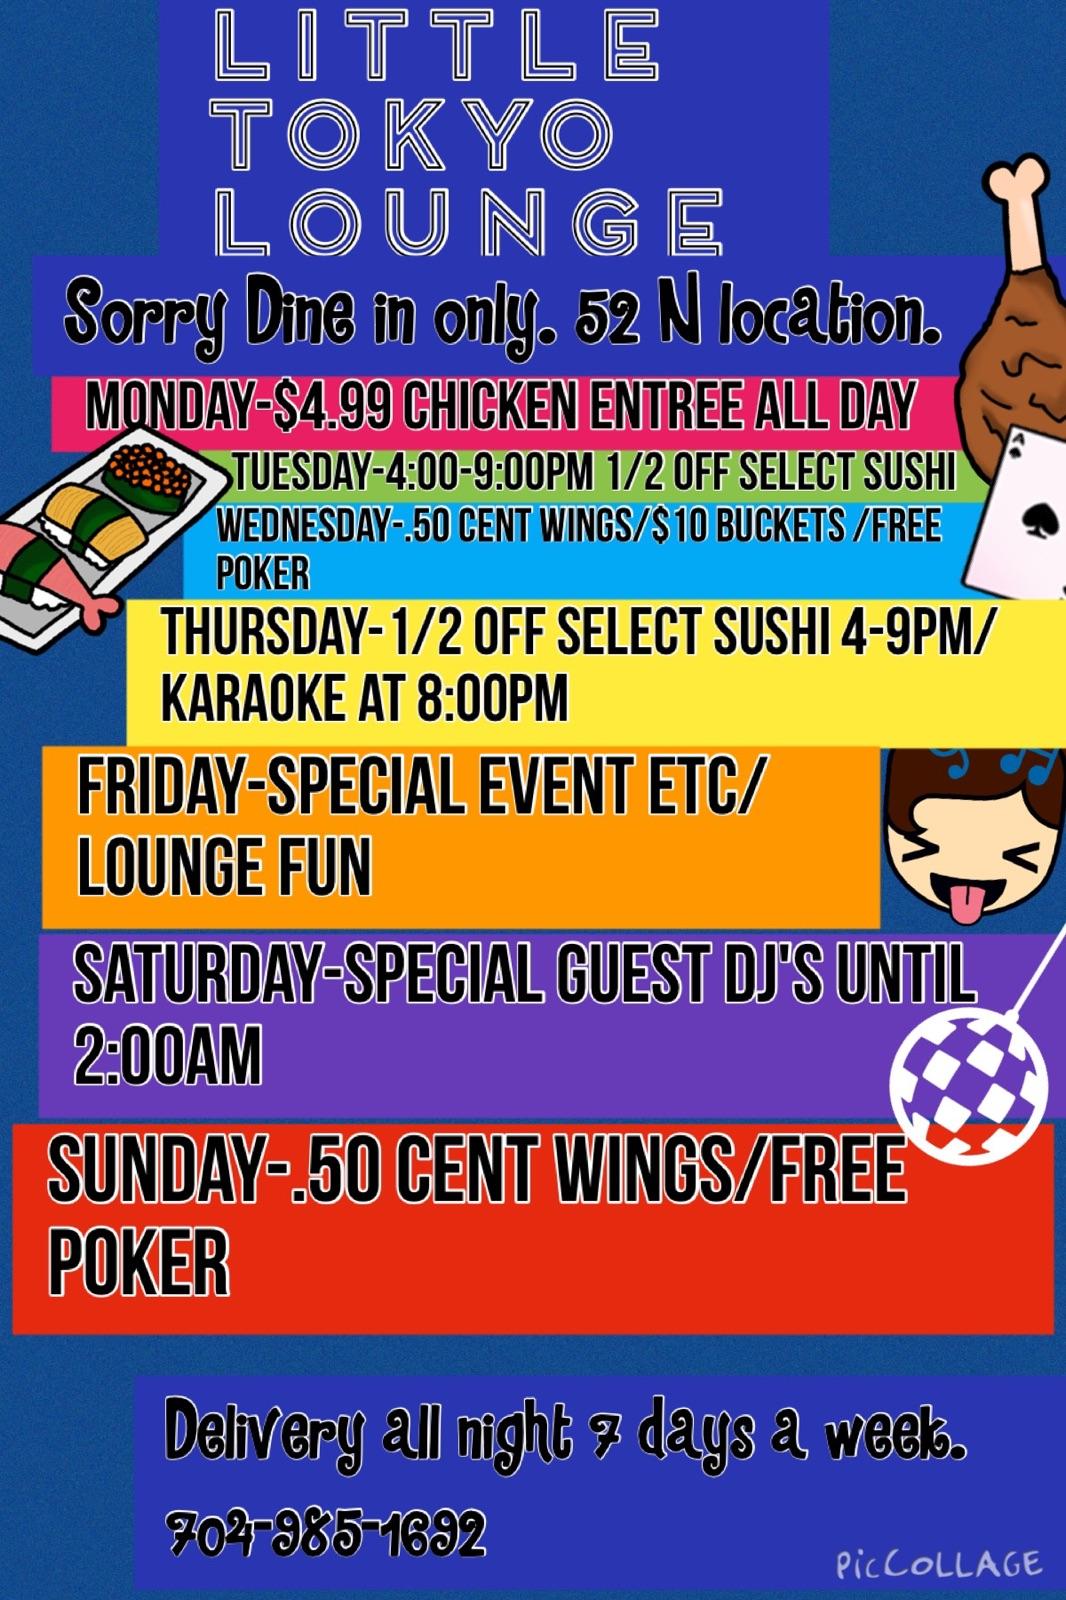 LITTLE
TOKYO
LOUNGE
Sorry Dine in only. 52 N location.
MONDAY-$4.99 CHICKEN ENTREE ALL DAY
TUESDAY-4:00-9:00PM 1/2 OFF SELECT SUSHI
WEDNESDAY-.50 CENT WINGS/$10 BUCKETS /FREE
POKER
THURSDAY-1/2 OFF SELECT SUSHI 4-9PM/
KARAOKE AT 8:00PM
FRIDAY-SPECIAL EVENT ETC/
LOUNGE FUN
SATURDAY-SPECIAL GUEST DJ'S UNTIL
2:00AM
SUNDAY-.50 CENT WINGS/FREE
POKER
Delivery all night 7 days a week.
704-985-1692
PicCOLLAGE
A